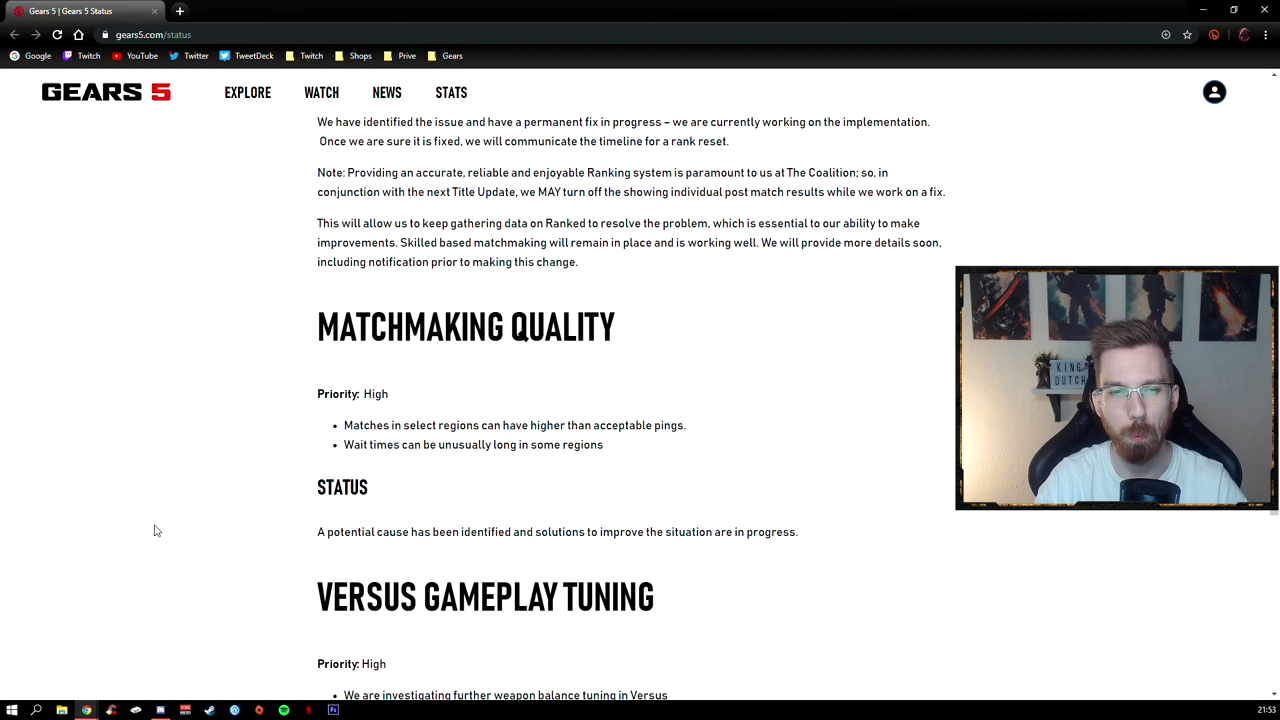 Gears 5 | Gears 5 Status
gears5.com/status
Google
Twitch
YouTube
Twitter
TweetDeck
Twitch
Shops
Prive
Gears
GEARS 5
EXPLORE
WATCH
NEWS
STATS
We have identified the issue and have a permanent fix in progress – we are currently working on the implementation.
Once we are sure it is fixed, we will communicate the timeline for a rank reset.
Note: Providing an accurate, reliable and enjoyable Ranking system is paramount to us at The Coalition; so, in
conjunction with the next Title Update, we MAY turn off the showing individual post match results while we work on a fix.
This will allow us to keep gathering data on Ranked to resolve the problem, which is essential to our ability to make
improvements. Skilled based matchmaking will remain in place and is working well. We will provide more details soon,
including notification prior to making this change.
MATCHMAKING QUALITY
Priority: High
• Matches in select regions can have higher than acceptable pings.
• Wait times can be unusually long in some regions
STATUS
A potential cause has been identified and solutions to improve the situation are in progress.
VERSUS GAMEPLAY TUNING
Priority: High
• We are investigating further weapon balance tuning in Versus
KING
DUTCH
21:53